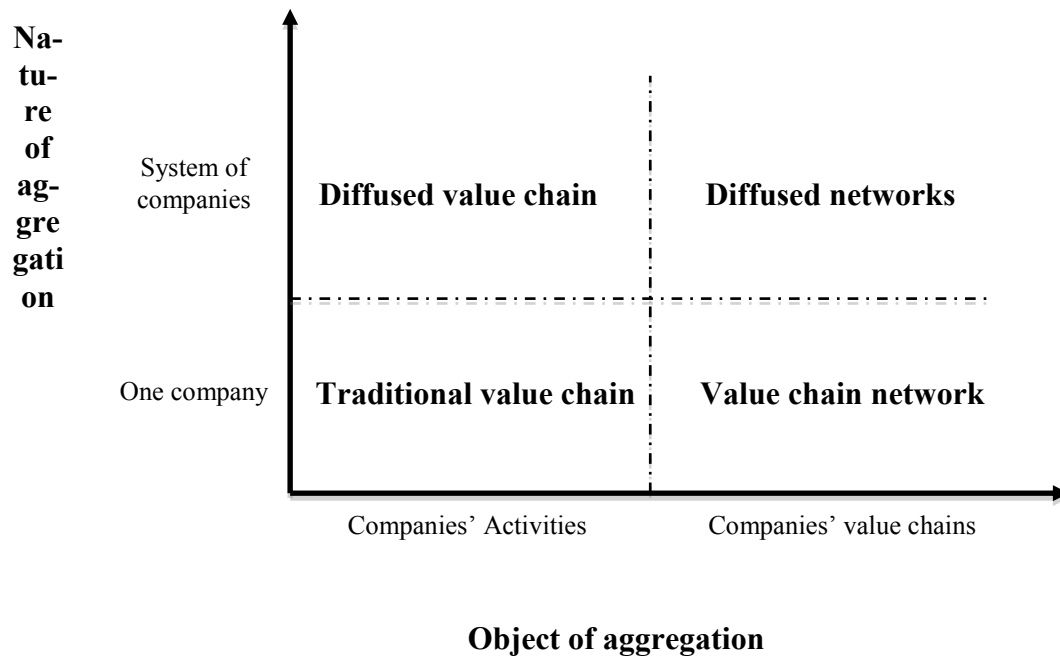 Na-
tu-
re
of
ag-
gre
gati
on
System of
companies
Diffused value chain
Diffused networks
One company
Traditional value chain
Value chain network
Companies’ Activities
Companies’ value chains
Object of aggregation